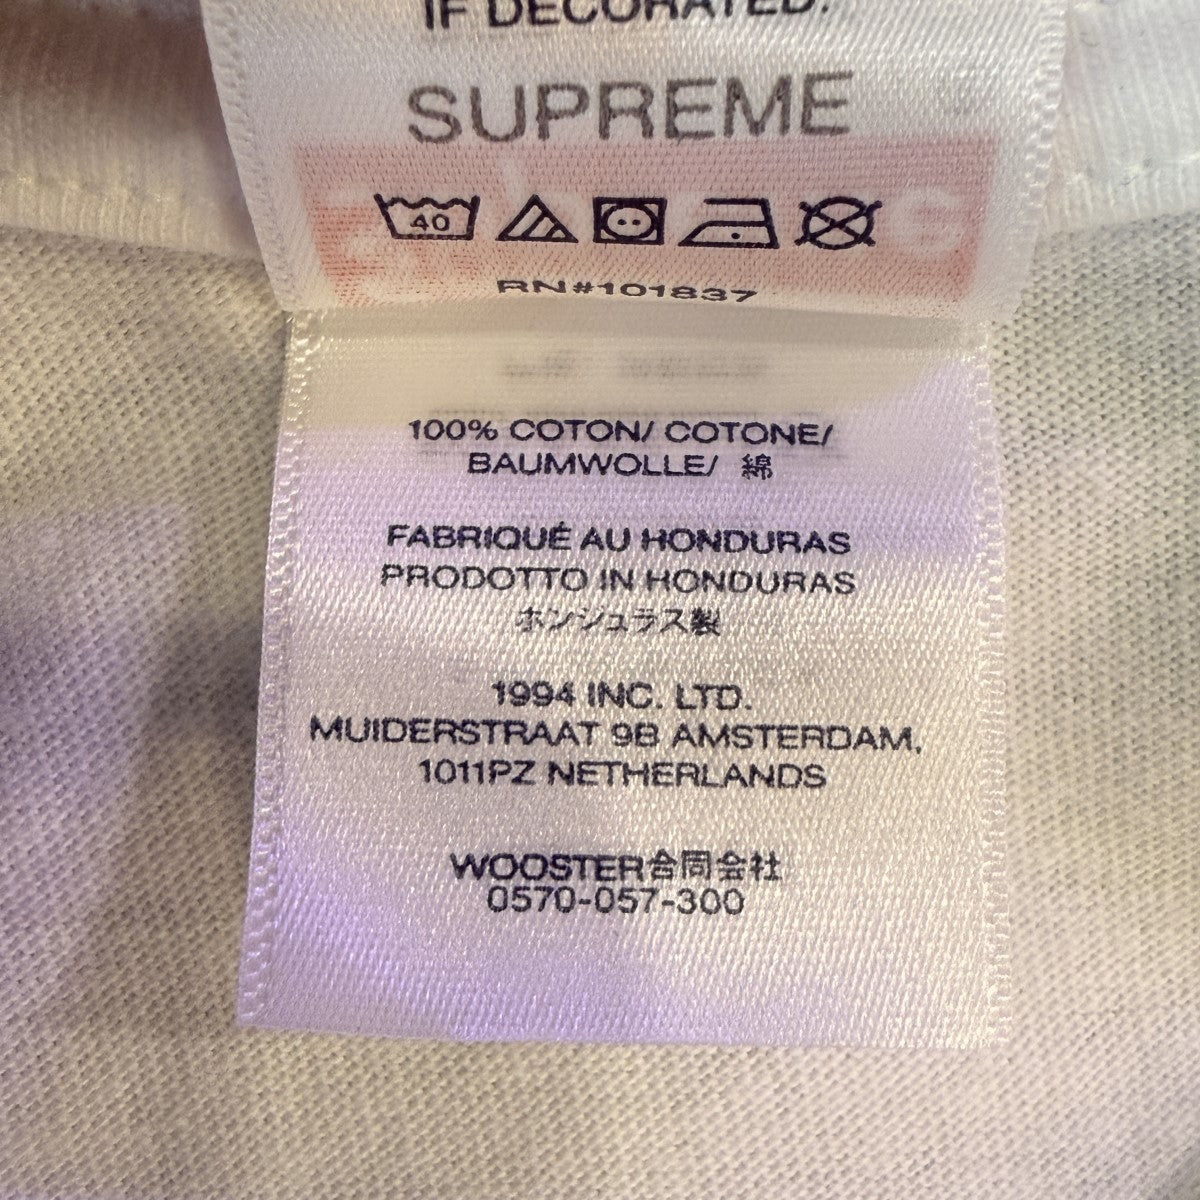 IF DECORATED.
SUPREME
40
RN#101837
100% COTON/ COTONE/
BAUMWOLLE/ 綿
FABRIQUÉ AU HONDURAS
PRODOTTO IN HONDURAS
ホンジュラス製
1994 INC. LTD.
MUIDERSTRAAT 9B AMSTERDAM,
1011PZ NETHERLANDS
WOOSTER合同会社
0570-057-300